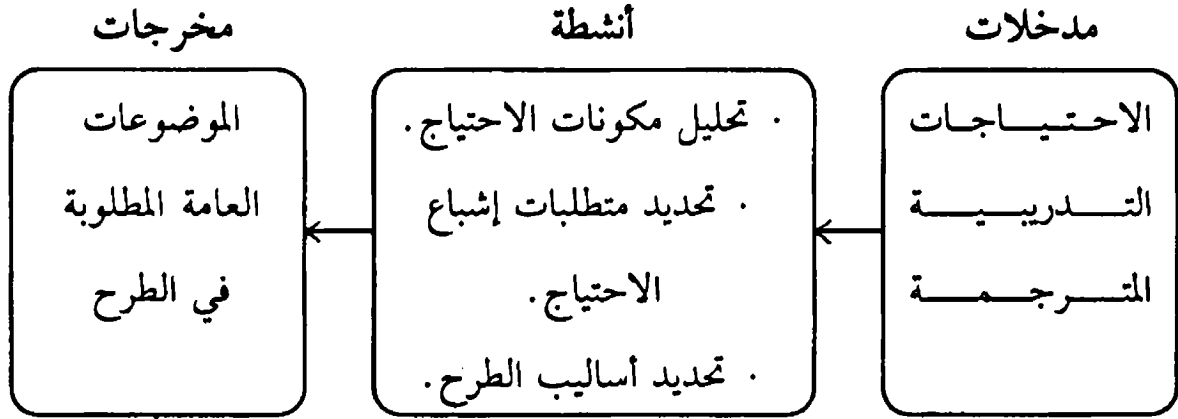 مدخلات
الاحتياجات
التدريبية
المترجمة
أنشطة
· تحليل مكونات الاحتياج.
· تحديد متطلبات إشباع
الاحتياج.
· تحديد أساليب الطرح.
مخرجات
الموضوعات
العامة المطلوبة
في الطرح